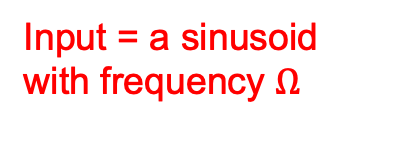 Input = a sinusoid
with frequency Ω